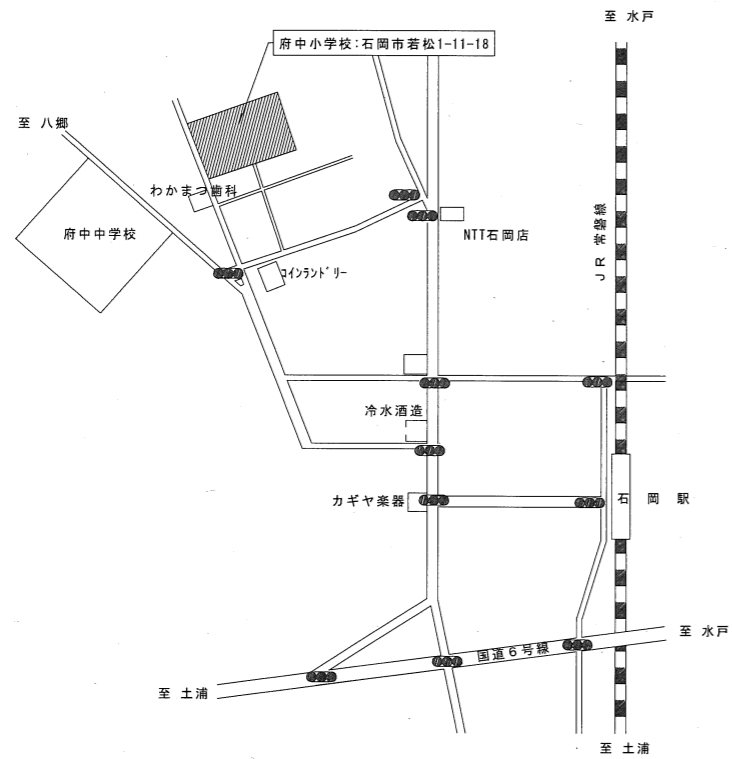 至 水戸
府中小学校:石岡市若松1-11-18
至 八郷
わかまつ歯科
府中中学校
NTT石岡店
JR 常磐線
コインランドリー
冷水酒造
カギヤ楽器
石岡駅
国道6号線
至 水戸
至 土浦
至 土浦